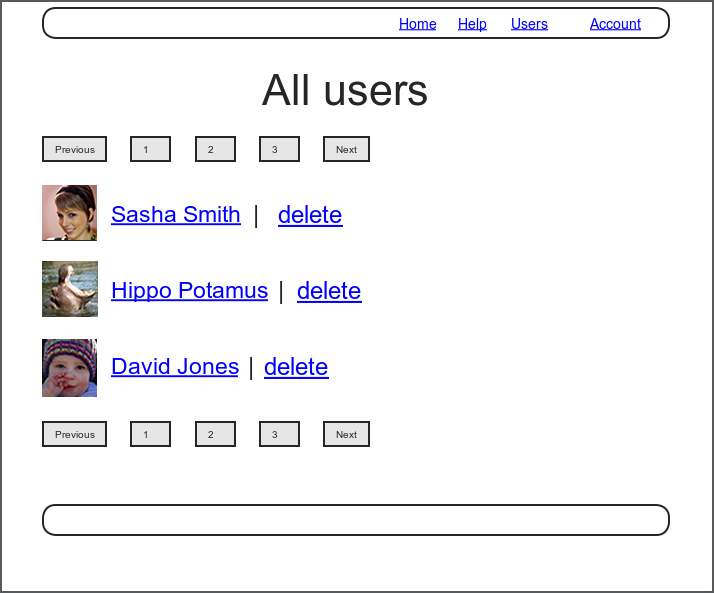 Home Help Users Account
All users
Previous 1 2 3 Next
Sasha Smith | delete
Hippo Potamus | delete
David Jones | delete
Previous 1 2 3 Next